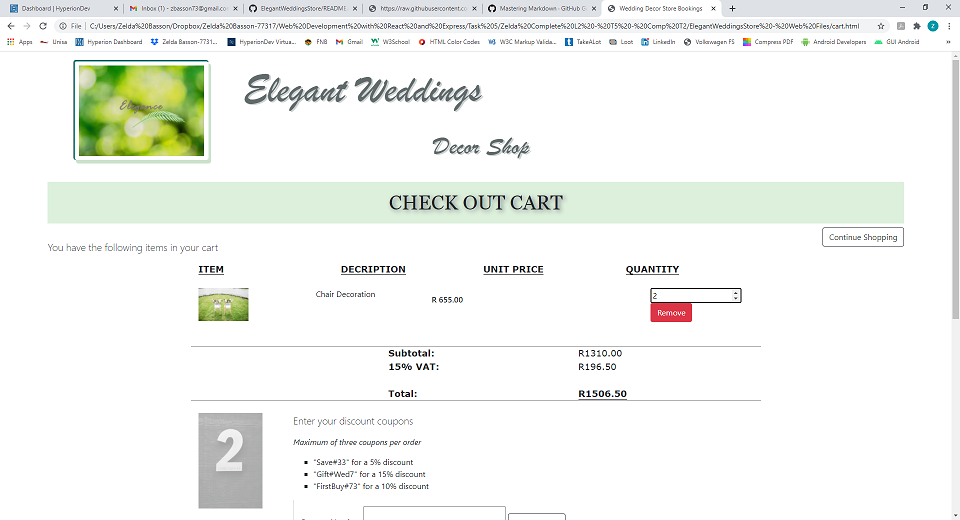 Dashboard | HyperionDev
Inbox (1) - zbasson73@gmail.co
EleganteWeddingsStore/README
https://raw.githubusercontent.co
Mastering Markdown · GitHub G
Wedding Decor Store Bookings
File | C:/Users/Zelda%20Basson/Dropbox/Zelda%20Basson-77317/Web%20Development%20with%20React%20and%20Express/Task%205/Zelda%20Complete%20L2%20-%20T5%20-%20Comp%20T2/ElegantWeddingsStore%20-%20Web%20Files/cart.html
Apps Unisa Hyperion Dashboard Zelda Basson-7731... HyperionDev Virtua... FNB Gmail W3School HTML Color Codes W3C Markup Valida... TakeALot Loot LinkedIn Volkswagen FS Compress PDF Android Developers GUI Android
Elegance
Elegant Weddings
Decor Shop
CHECK OUT CART
Continue Shopping
You have the following items in your cart
ITEM DECRIPTION UNIT PRICE QUANTITY
Chair Decoration R 655.00 2
Remove
Subtotal: R1310.00
15% VAT: R196.50
Total: R1506.50
2
Enter your discount coupons
Maximum of three coupons per order
"Save#33" for a 5% discount
"Gift#Wed7" for a 15% discount
"FirstBuy#73" for a 10% discount